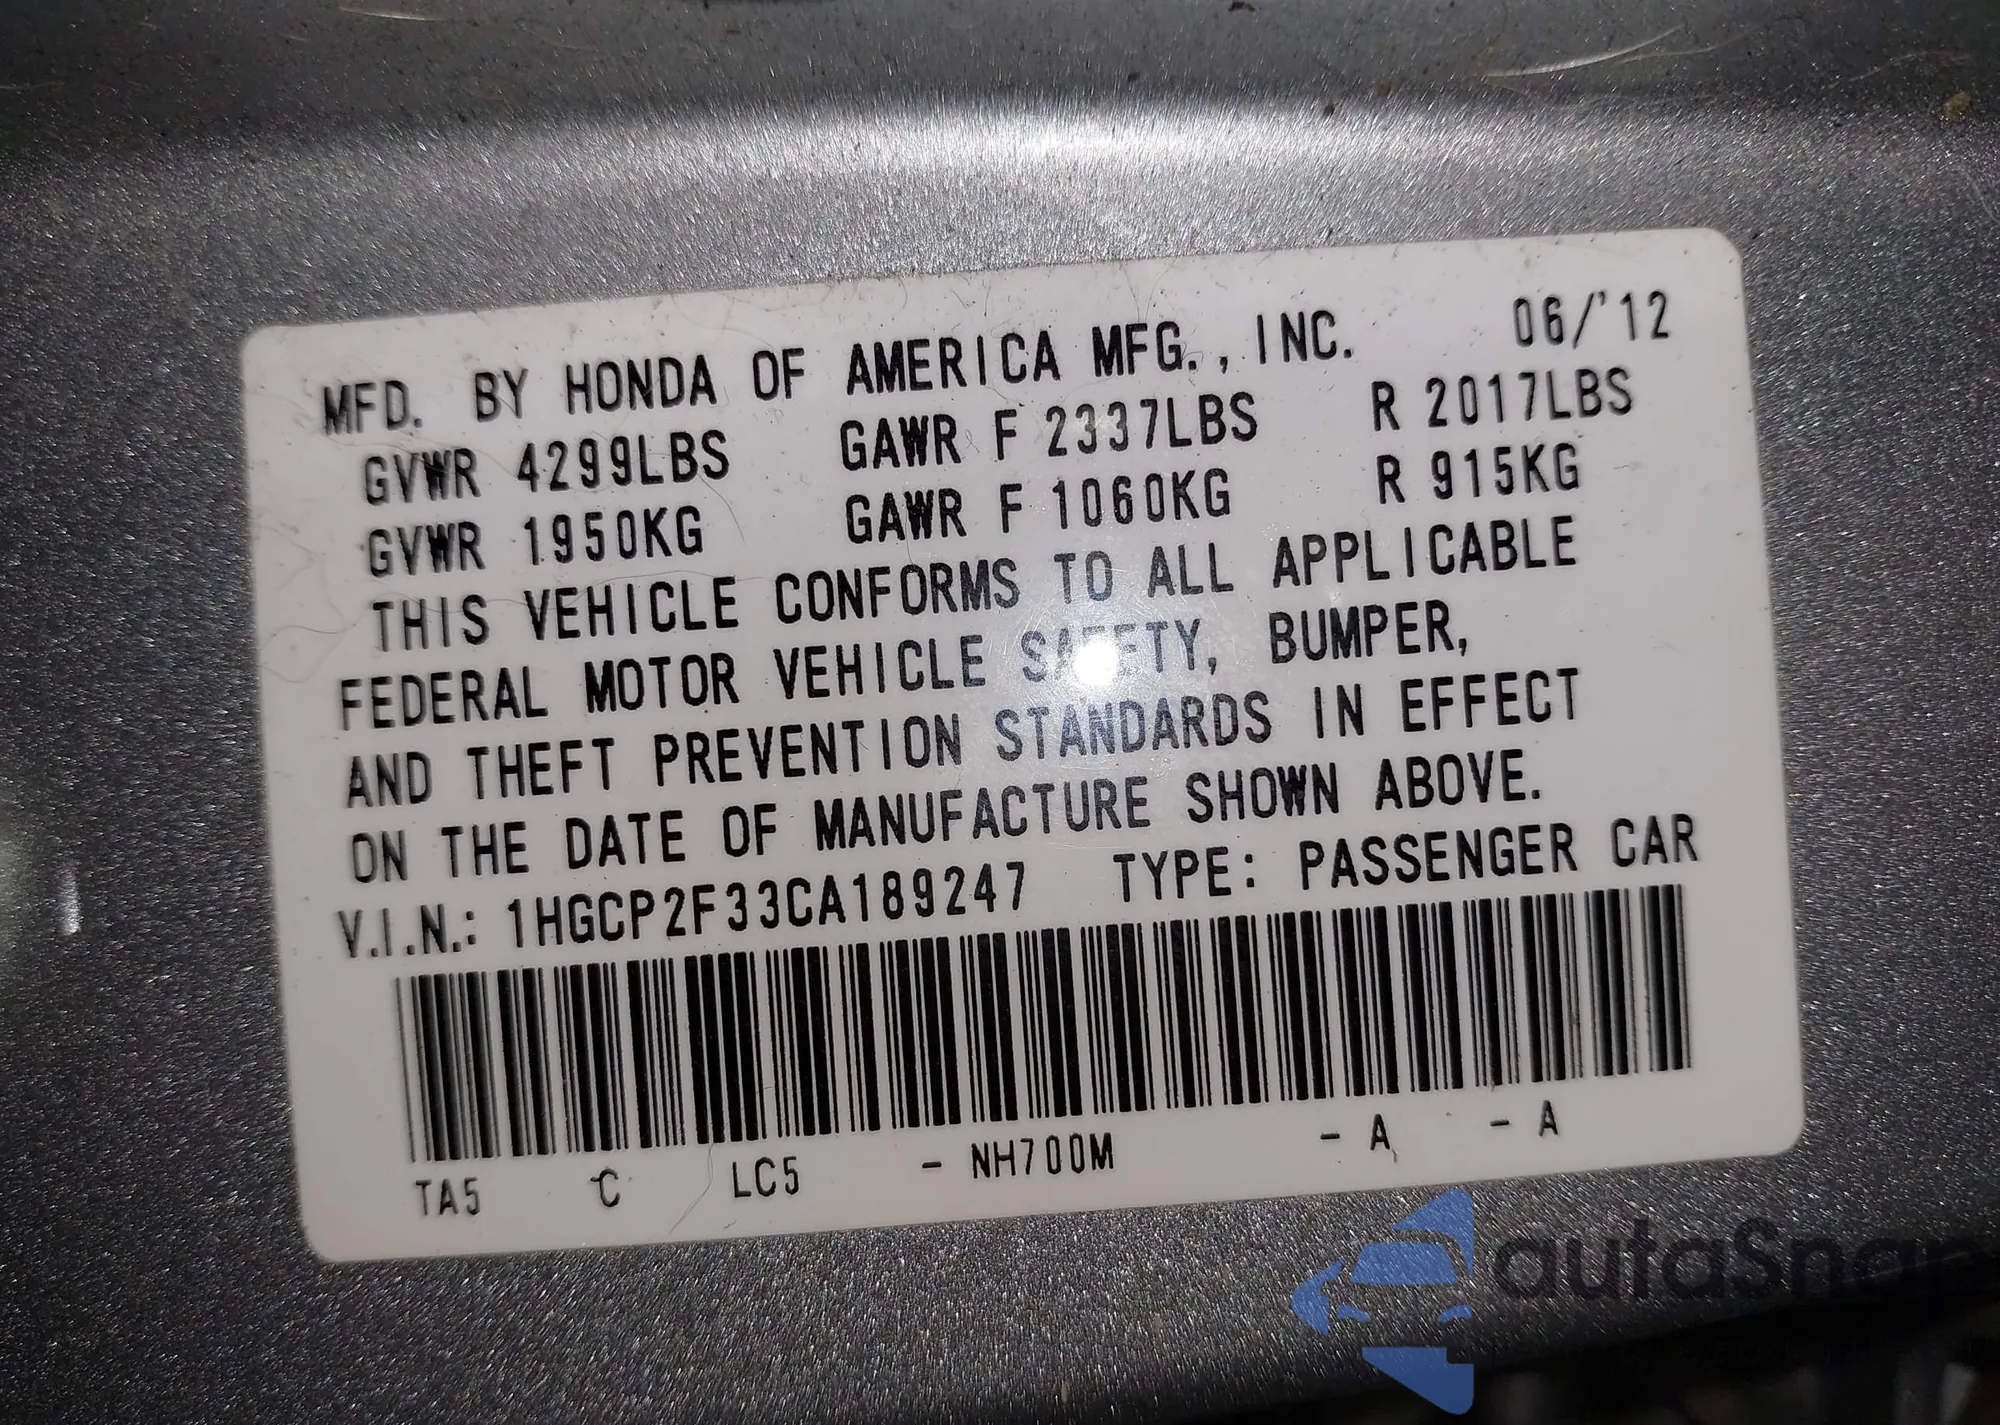 MFD. BY HONDA OF AMERICA MFG., INC. 06/'12
GVWR 4299LBS GAWR F 2337LBS R 2017LBS
GVWR 1950KG GAWR F 1060KG R 915KG
THIS VEHICLE CONFORMS TO ALL APPLICABLE
FEDERAL MOTOR VEHICLE SAFETY, BUMPER,
AND THEFT PREVENTION STANDARDS IN EFFECT
ON THE DATE OF MANUFACTURE SHOWN ABOVE.
V.I.N.: 1HGCP2F33CA189247 TYPE: PASSENGER CAR
TA5 C LC5 - NH700M - A - A
autaSnap